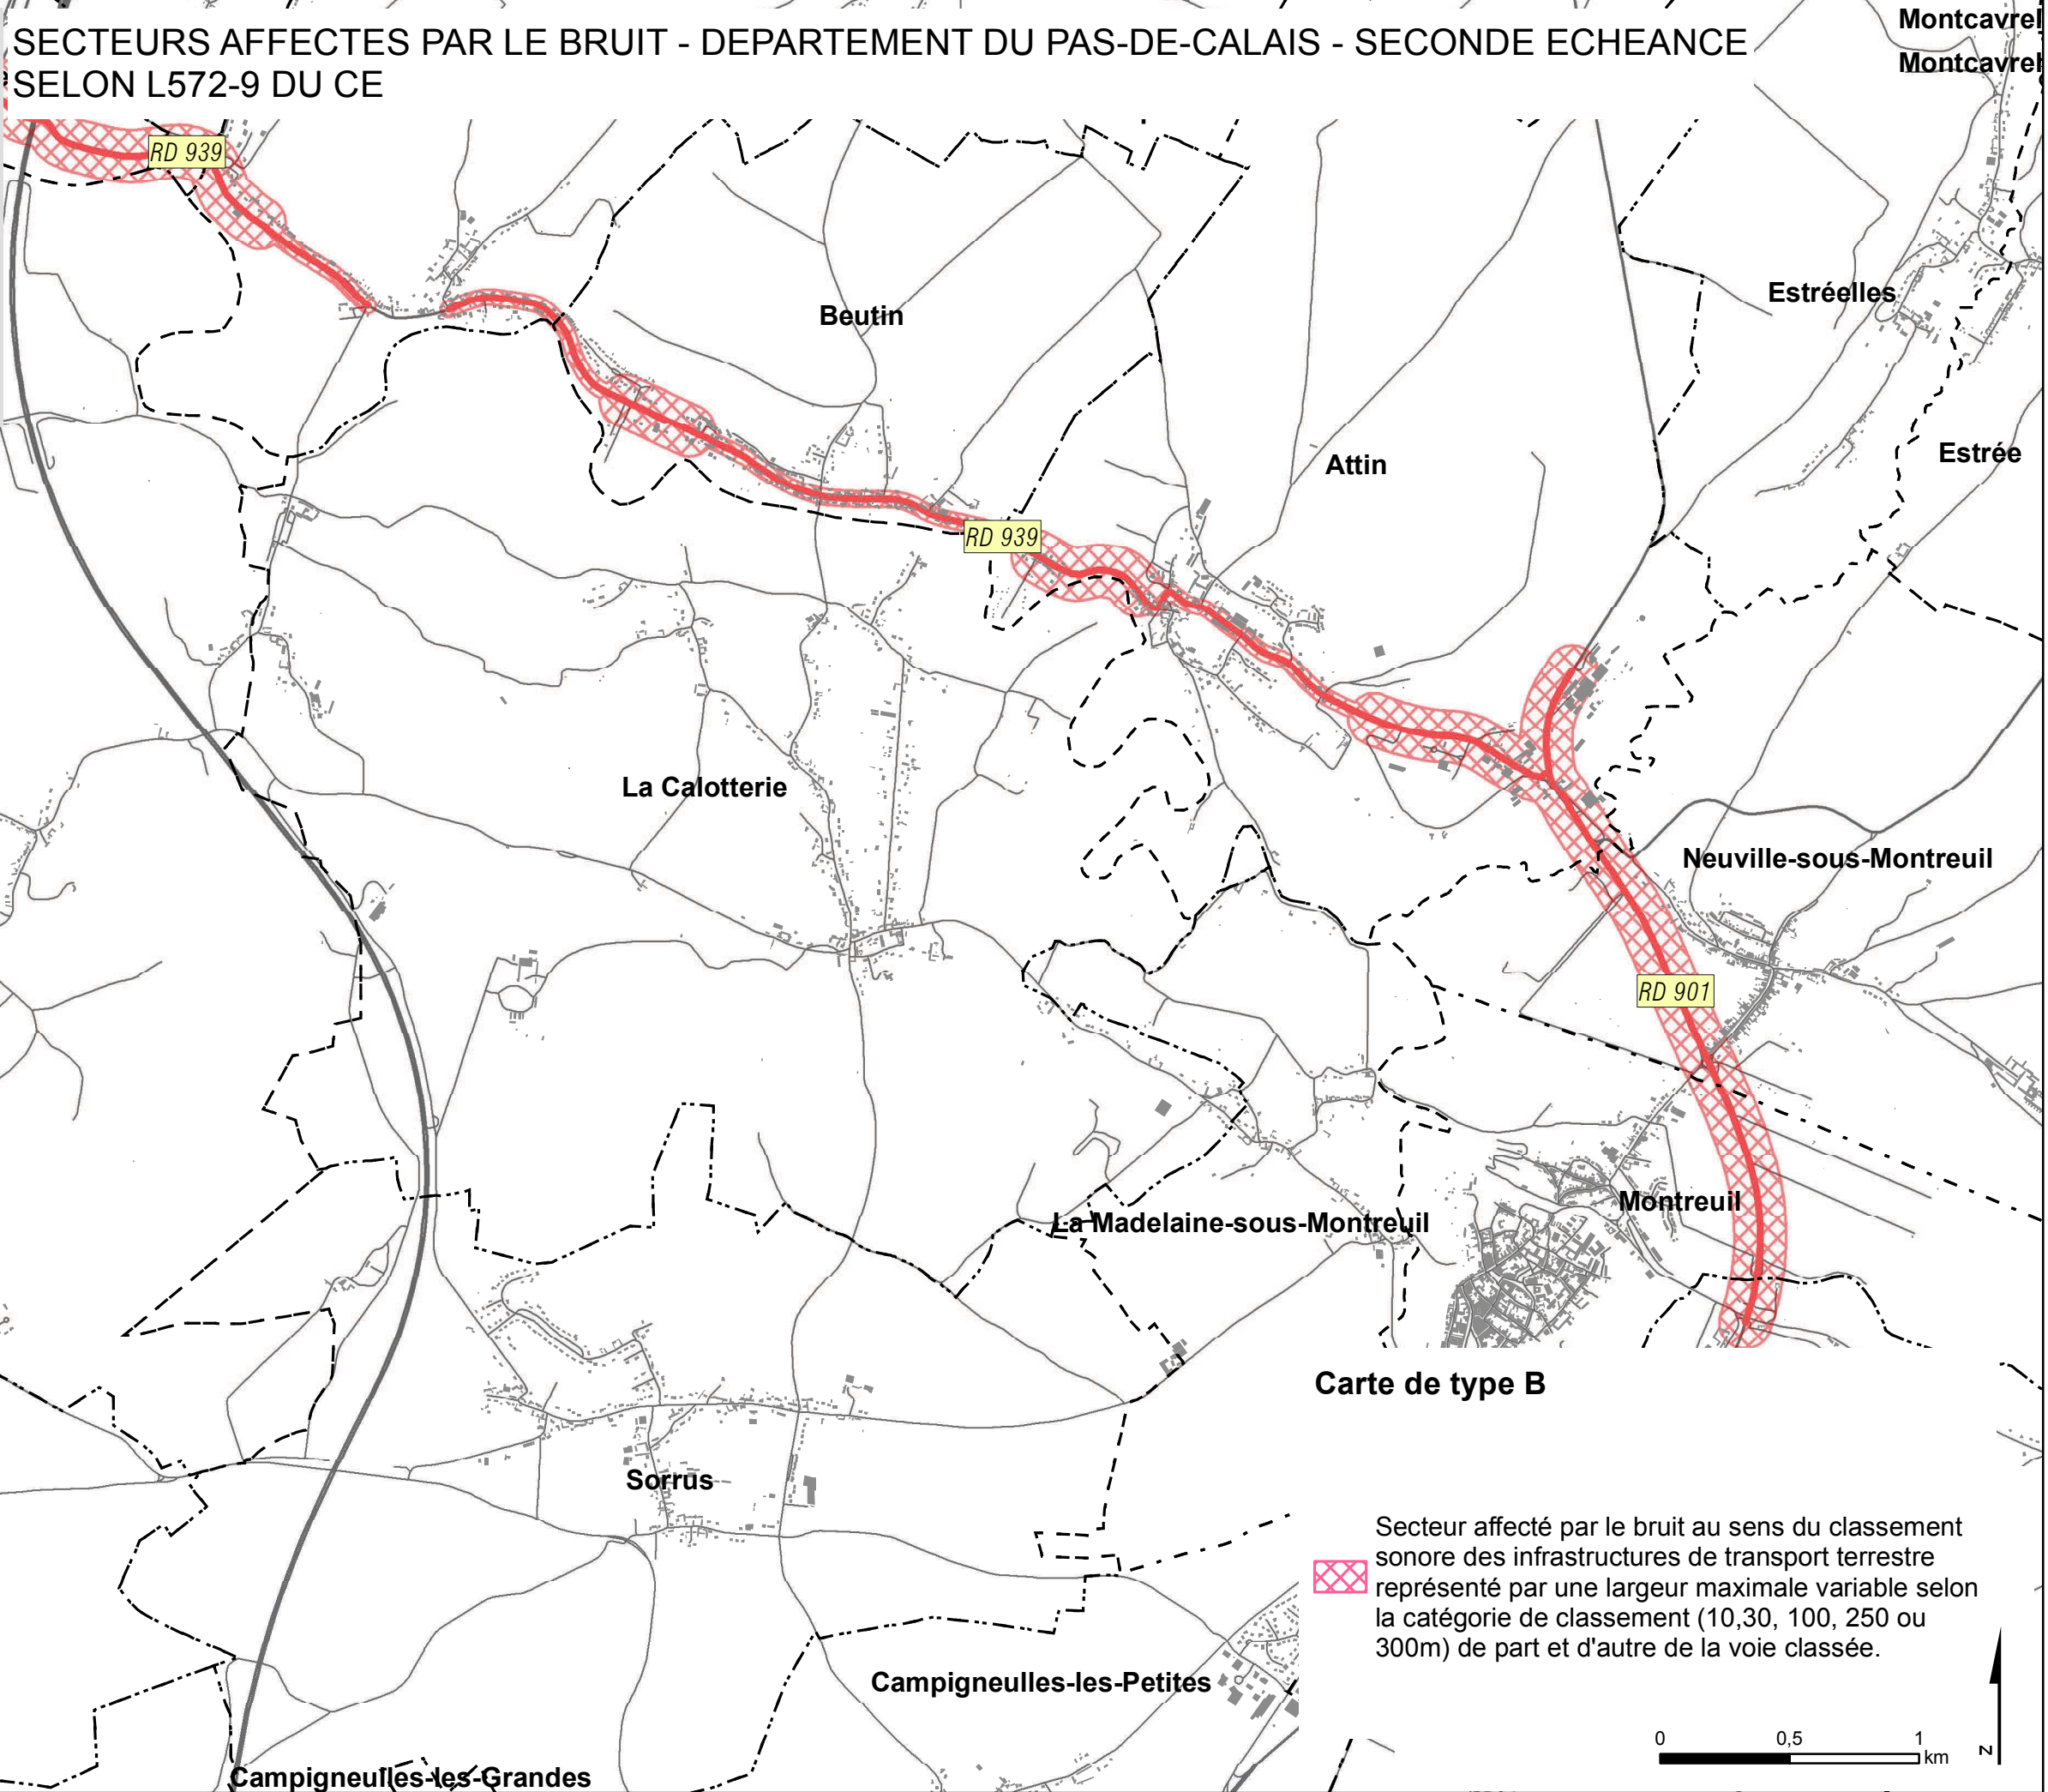 Montcavrel
SECTEURS AFFECTES PAR LE BRUIT - DEPARTEMENT DU PAS-DE-CALAIS - SECONDE ECHEANCE
SELON L572-9 DU CE
Montcavrel
RD 939
Estréelles
Beutin
Estrée
Attin
RD 939
La Calotterie
Neuville-sous-Montreuil
RD 901
Montreuil
La Madelaine-sous-Montreuil
Carte de type B
Sorrus
Secteur affecté par le bruit au sens du classement
sonore des infrastructures de transport terrestre
représenté par une largeur maximale variable selon
la catégorie de classement (10,30, 100, 250 ou
300m) de part et d'autre de la voie classée.
Campigneulles-les-Petites
0 0,5 1
km
N
Campigneulles-les-Grandes